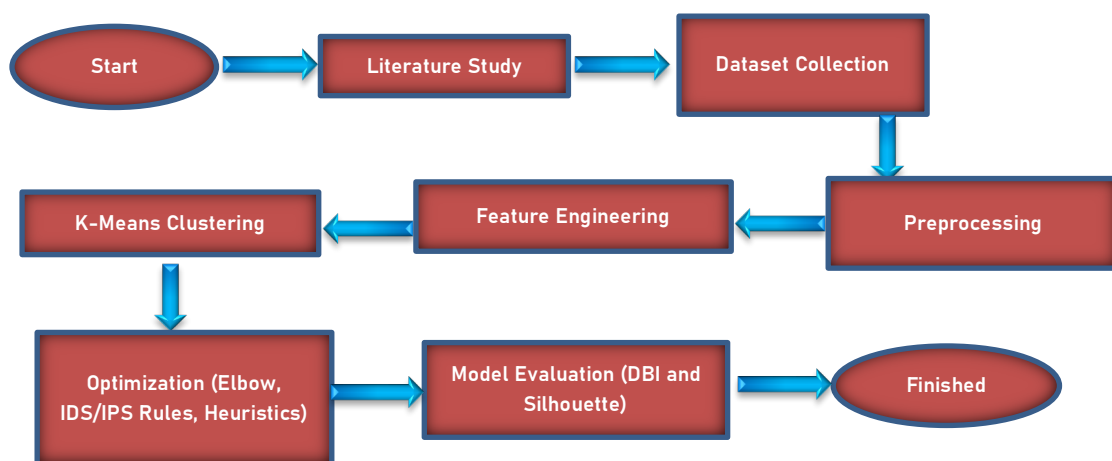 Start
Literature Study
Dataset Collection
Preprocessing
Feature Engineering
K-Means Clustering
Optimization (Elbow,
IDS/IPS Rules, Heuristics)
Model Evaluation (DBI and
Silhouette)
Finished